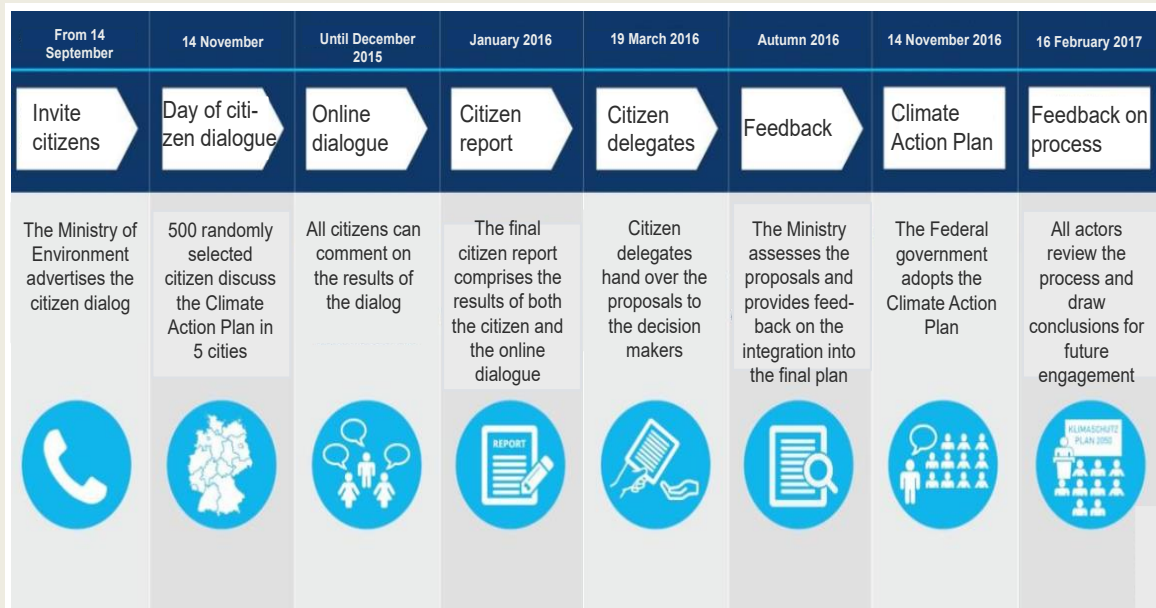 From 14
September
14 November
Until December
2015
January 2016
19 March 2016
Autumn 2016
14 November 2016
16 February 2017
Invite
citizens
Day of citi-
zen dialogue
Online
dialogue
Citizen
report
Citizen
delegates
Feedback
Climate
Action Plan
Feedback on
process
The Ministry of
Environment
advertises the
citizen dialog
500 randomly
selected
citizen discuss
the Climate
Action Plan in
5 cities
All citizens can
comment on
the results of
the dialog
The final
citizen report
comprises the
results of both
the citizen and
the online
dialogue
Citizen
delegates
hand over the
proposals to
the decision
makers
The Ministry
assesses the
proposals and
provides feed-
back on the
integration into
the final plan
The Federal
government
adopts the
Climate Action
Plan
All actors
review the
process and
draw
conclusions for
future
engagement
REPORT
KLIMASCHUTZ
PLAN 2050